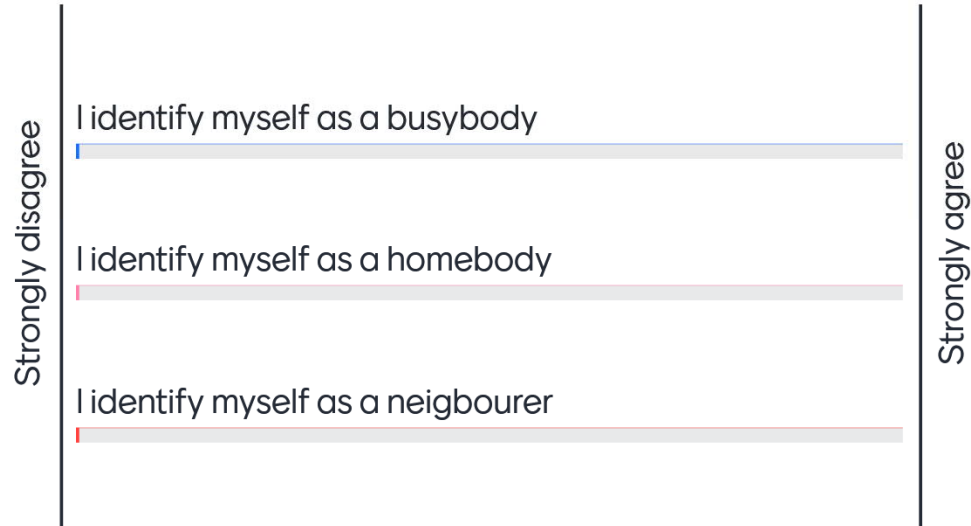 Strongly disagree
I identify myself as a busybody
I identify myself as a homebody
I identify myself as a neigbourer
Strongly agree